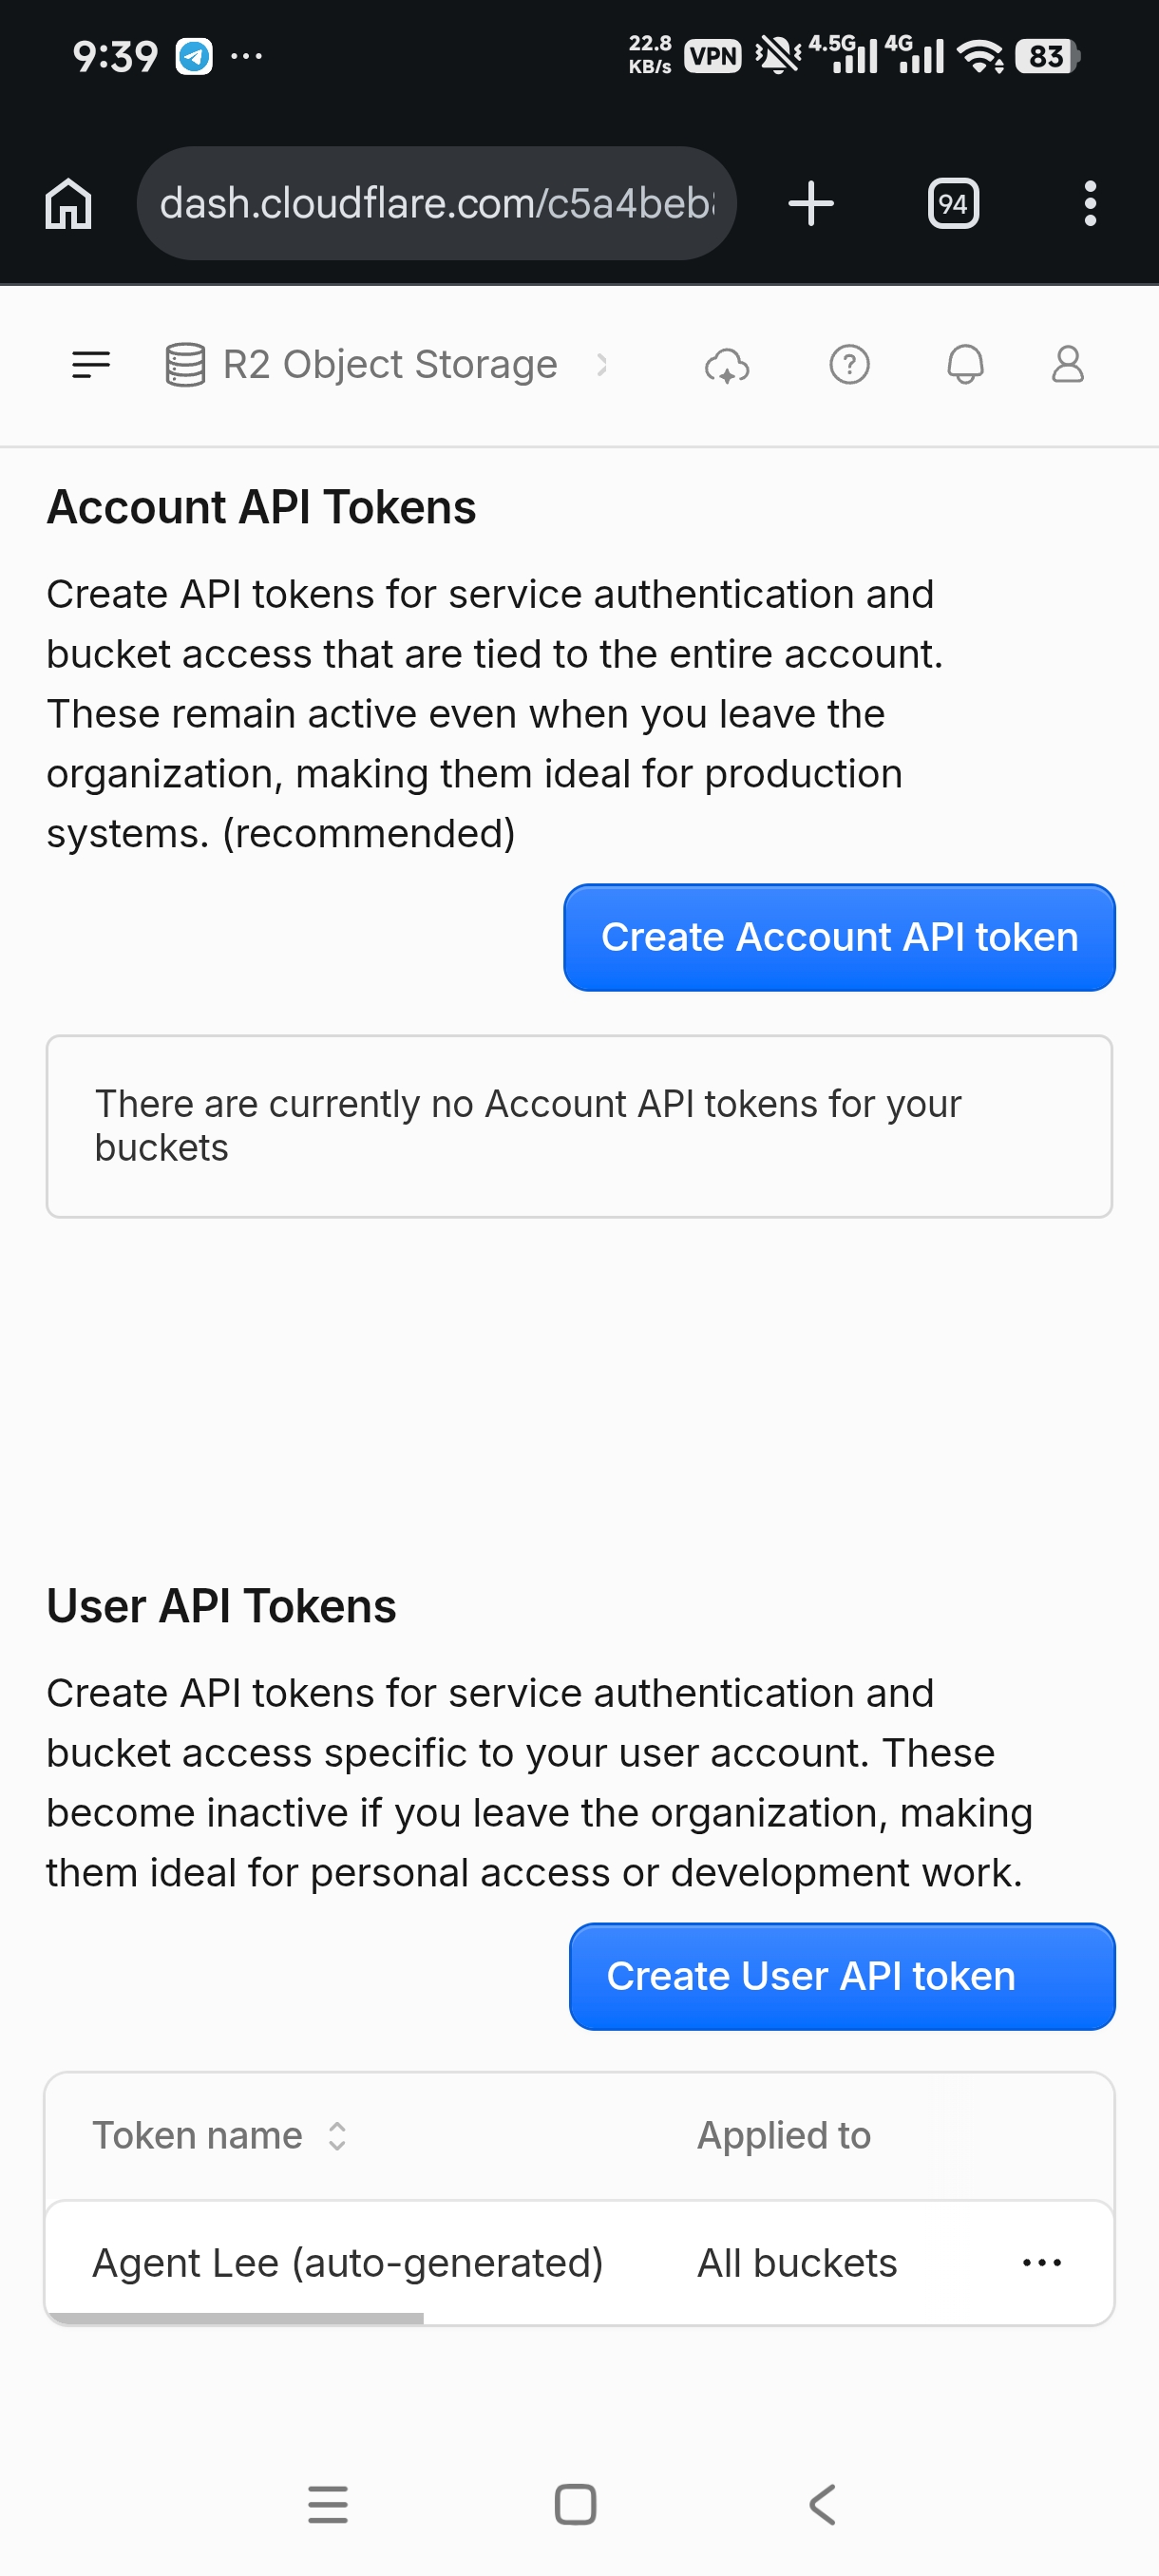 9:39
22.8
KB/s
VPN
4.5G
4G
83
dash.cloudflare.com/c5a4beb
94
R2 Object Storage
Account API Tokens
Create API tokens for service authentication and
bucket access that are tied to the entire account.
These remain active even when you leave the
organization, making them ideal for production
systems. (recommended)
Create Account API token
There are currently no Account API tokens for your
buckets
User API Tokens
Create API tokens for service authentication and
bucket access specific to your user account. These
become inactive if you leave the organization, making
them ideal for personal access or development work.
Create User API token
Token name
Applied to
Agent Lee (auto-generated)
All buckets